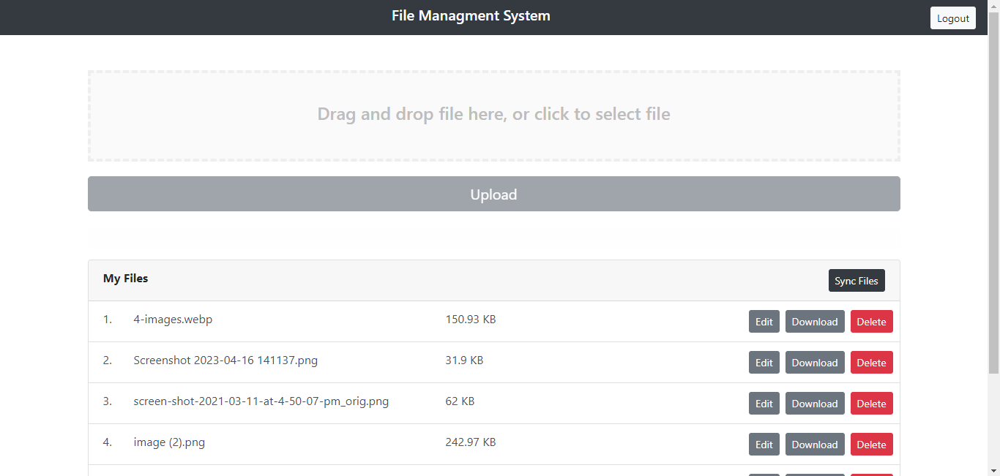 File Managment System
Logout
Drag and drop file here, or click to select file
Upload
My Files
Sync Files
1. 4-images.webp 150.93 KB Edit Download Delete
2. Screenshot 2023-04-16 141137.png 31.9 KB Edit Download Delete
3. screen-shot-2021-03-11-at-4-50-07-pm_orig.png 62 KB Edit Download Delete
4. image (2).png 242.97 KB Edit Download Delete